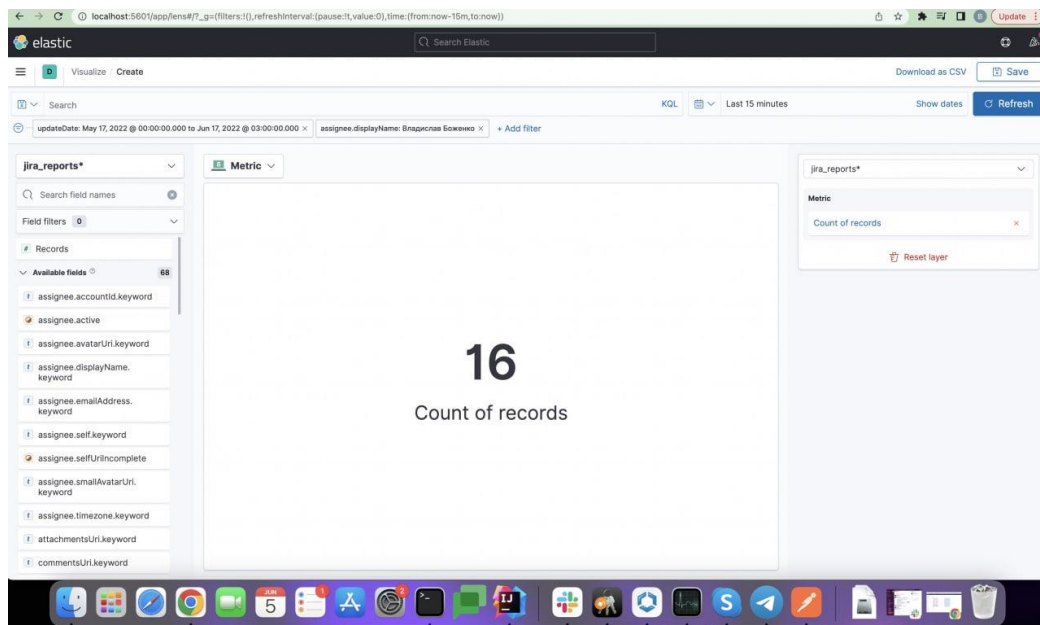 localhost:5601/app/lens#/?_g=(filters:!(),refreshInterval:(pause:!t,value:0),time:(from:now-15m,to:now))
B
Update
elastic
Search Elastic
D
Visualize
Create
Download as CSV
Save
Search
KQL
Last 15 minutes
Show dates
Refresh
updateDate: May 17, 2022 @ 00:00:00.000 to Jun 17, 2022 @ 03:00:00.000 ×
assignee.displayName: Владислав Боженко ×
+ Add filter
jira_reports*
Metric
jira_reports*
Search field names
Metric
Field filters 0
Count of records
Records
Reset layer
Available fields
68
assignee.accountId.keyword
assignee.active
assignee.avatarUri.keyword
assignee.displayName.
keyword
assignee.emailAddress.
keyword
assignee.self.keyword
assignee.selfUriIncomplete
assignee.smallAvatarUri.
keyword
assignee.timezone.keyword
attachmentsUri.keyword
commentsUri.keyword
16
Count of records
JUN
5